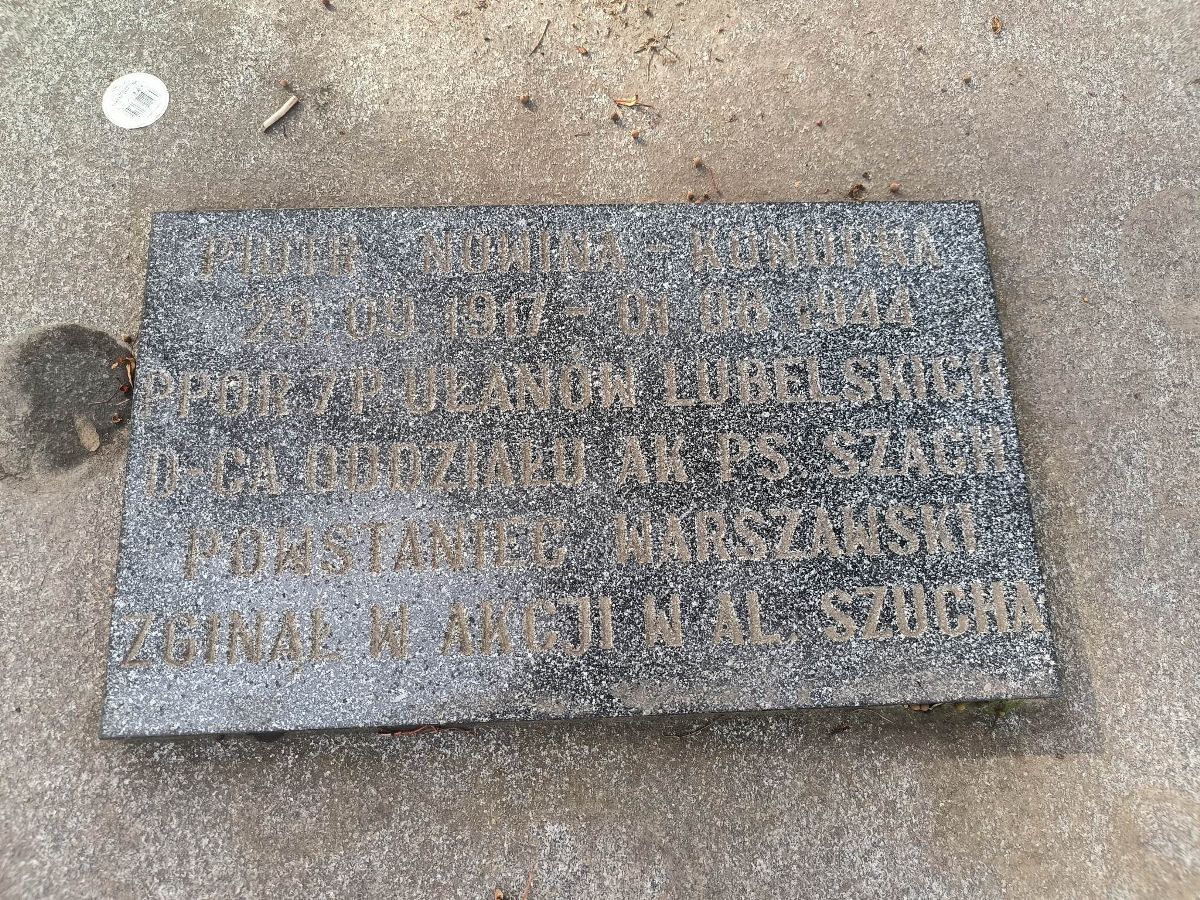 PIOTR NOWINA - KONOPKA
29.09.1917 - 01.08.1944
PPOR. 7 P. UŁANÓW LUBELSKICH
D-CA ODDZIAŁU AK PS. SZACH
POWSTANIEC WARSZAWSKI
ZGINĄŁ W AKCJI W AL. SZUCHA